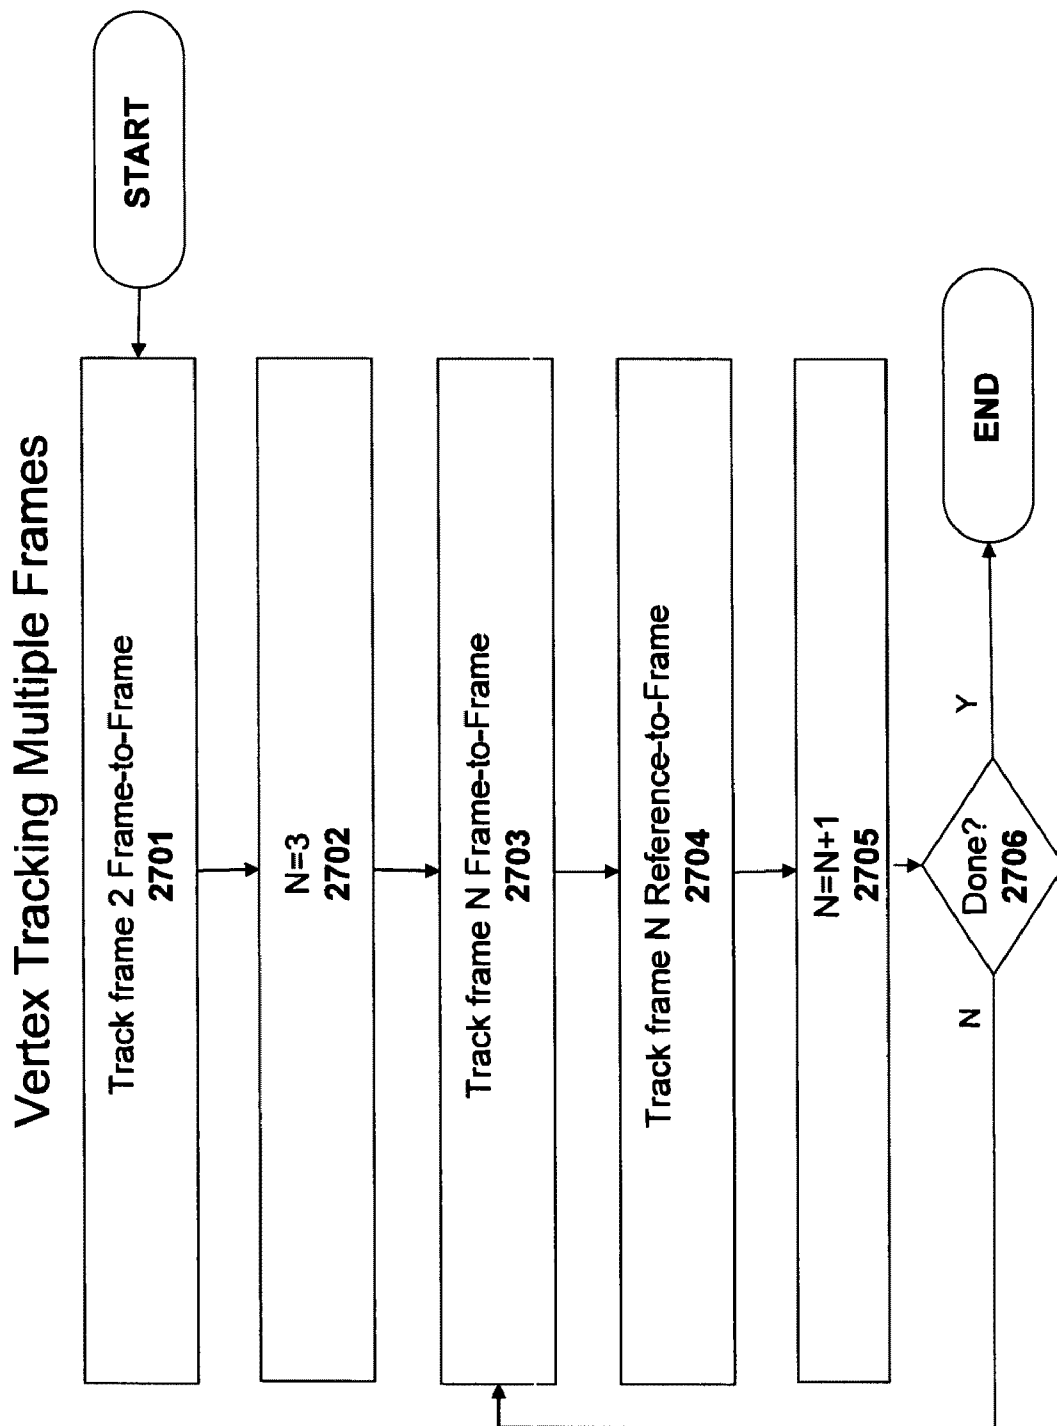 Vertex Tracking Multiple Frames
START
Track frame 2 Frame-to-Frame
2701
N=3
2702
Track frame N Frame-to-Frame
2703
Track frame N Reference-to-Frame
2704
N=N+1
2705
Done?
2706
N
Y
END